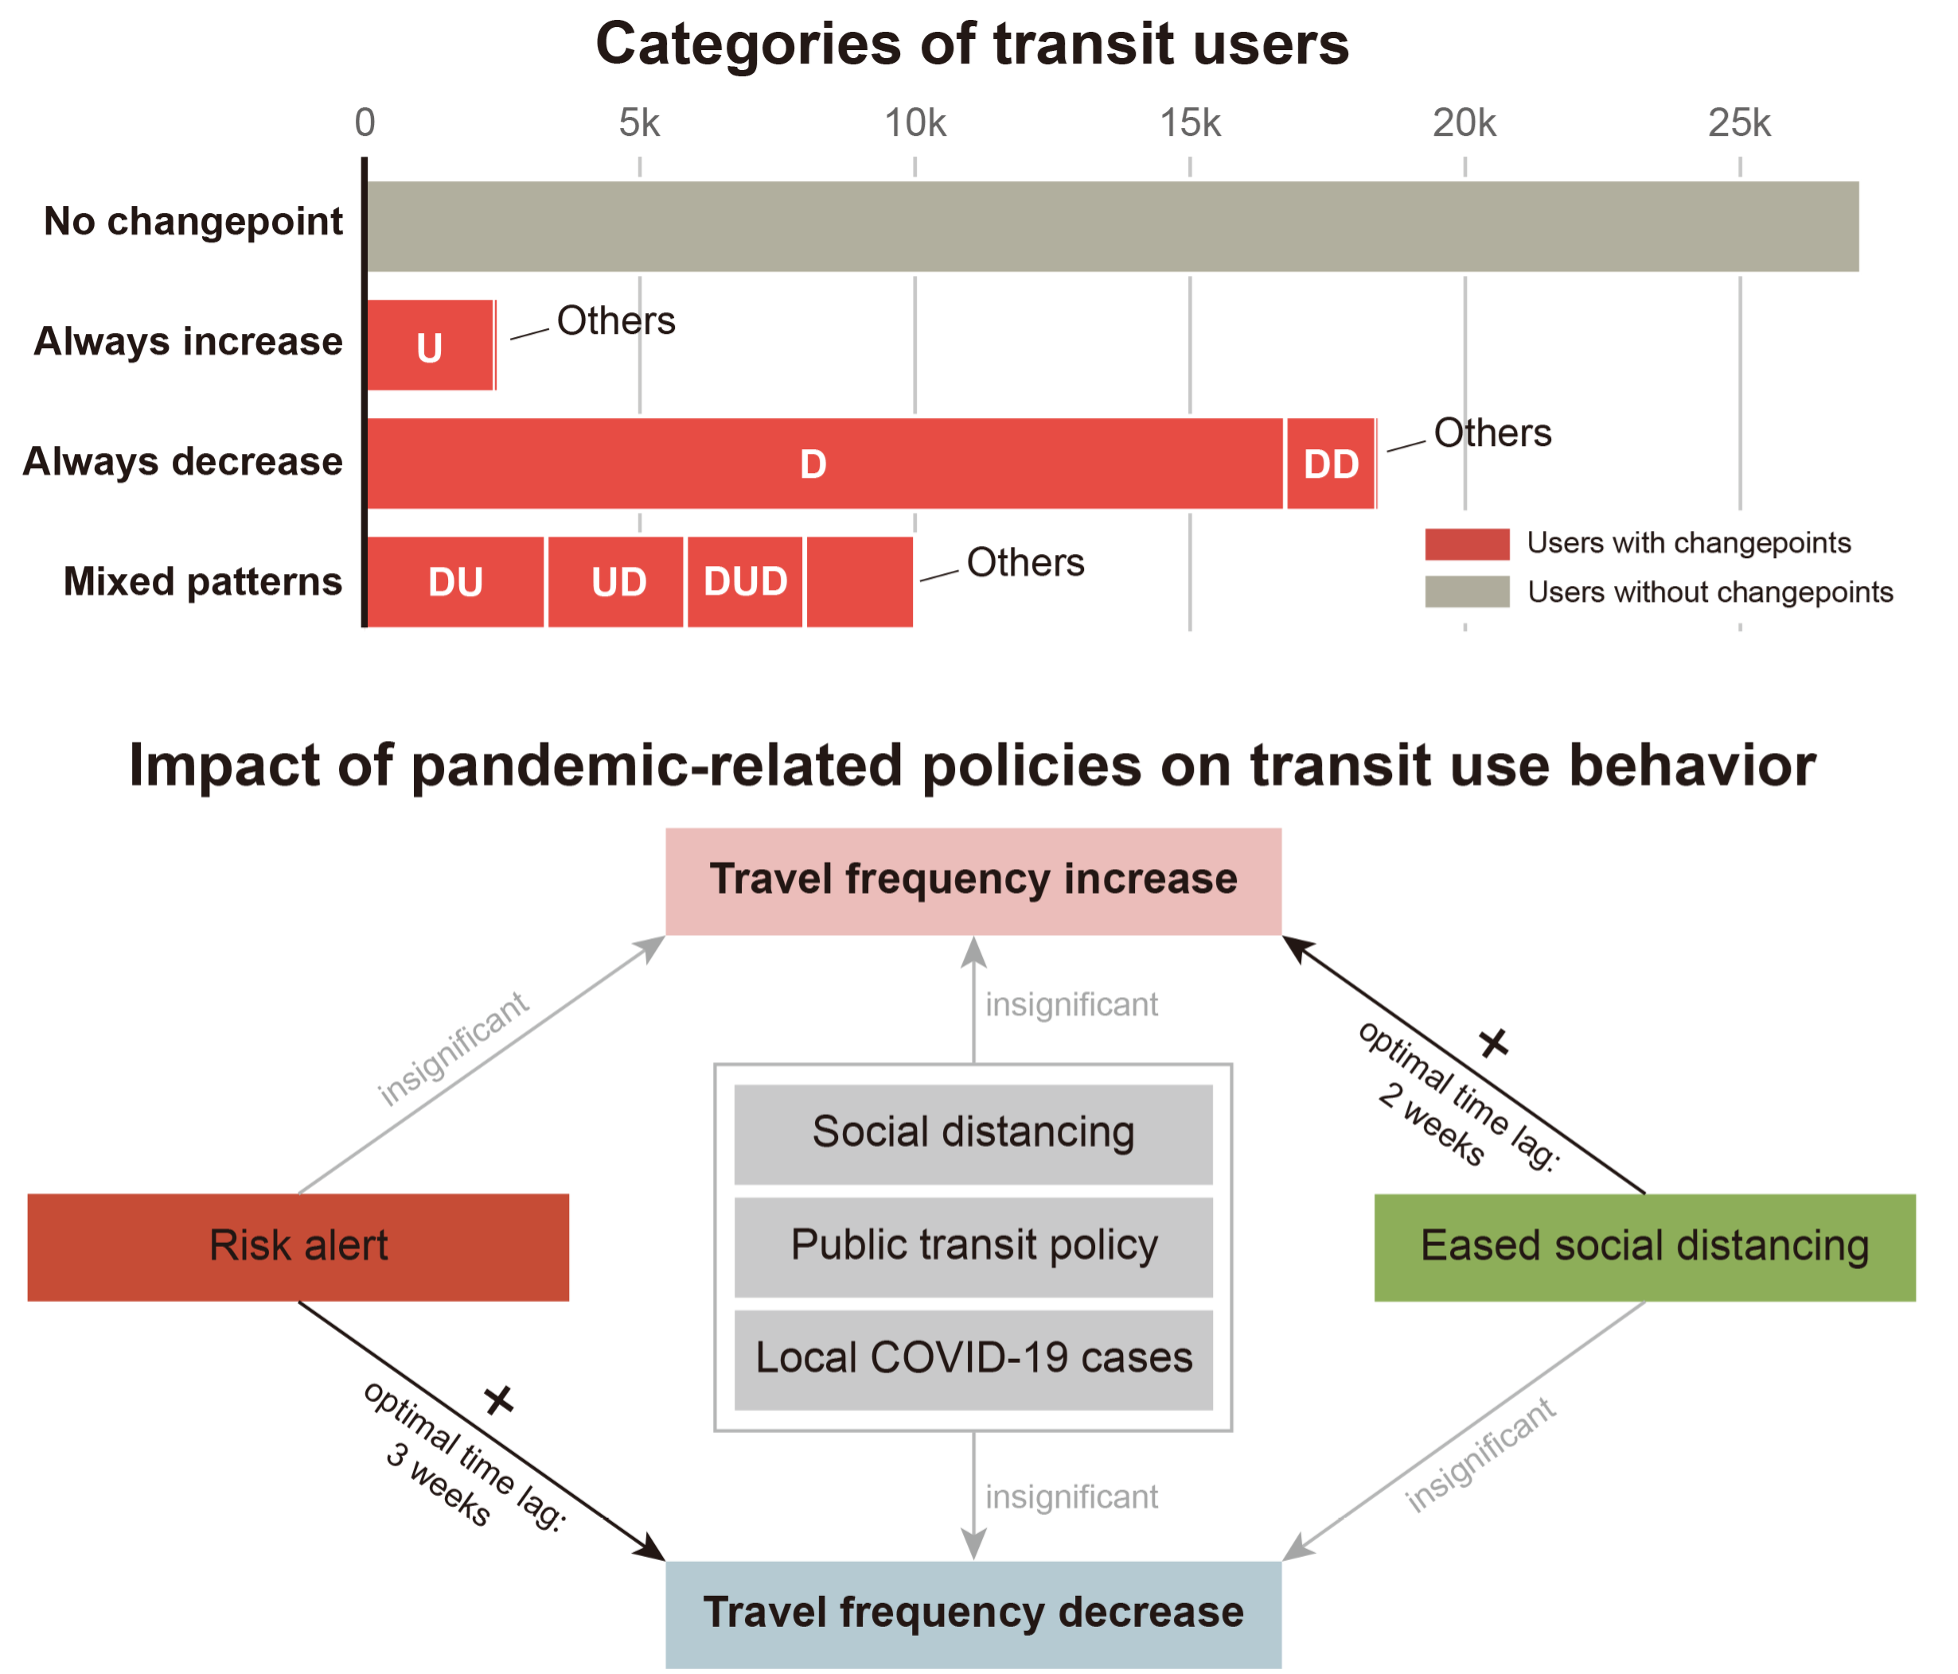 Categories of transit users
0 5k 10k 15k 20k 25k
No changepoint
Always increase
U
Others
Always decrease
D
DD
Others
Mixed patterns
DU
UD
DUD
Others
Users with changepoints
Users without changepoints
Impact of pandemic-related policies on transit use behavior
Travel frequency increase
insignificant
insignificant
+
optimal time lag:
2 weeks
Social distancing
Public transit policy
Local COVID-19 cases
Risk alert
Eased social distancing
+
optimal time lag:
3 weeks
insignificant
insignificant
Travel frequency decrease